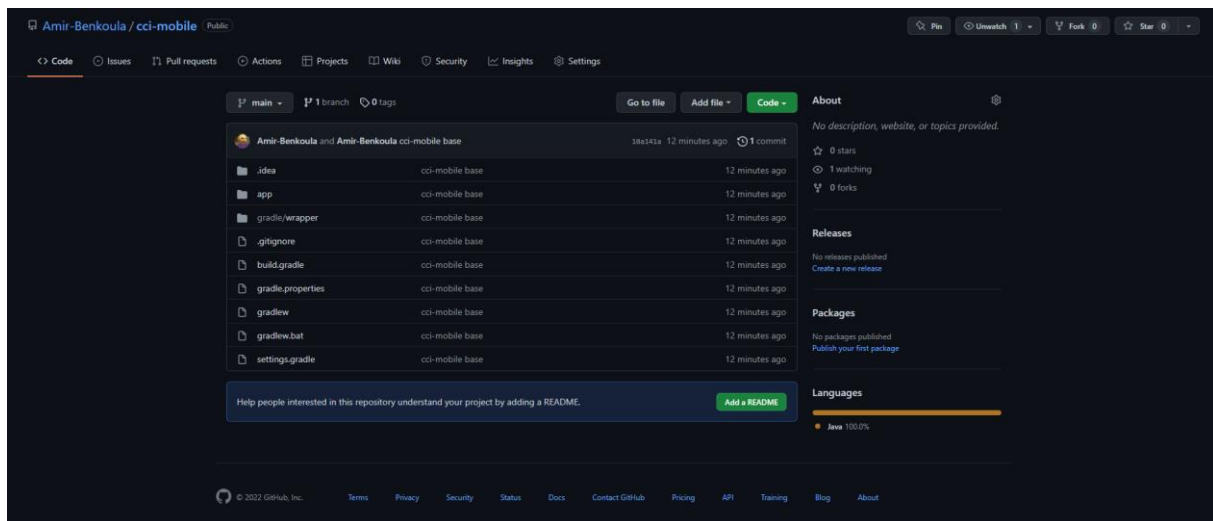 Amir-Benkoula / cci-mobile Public
Pin Unwatch 1 Fork 0 Star 0
<> Code Issues Pull requests Actions Projects Wiki Security Insights Settings
main 1 branch 0 tags Go to file Add file Code
Amir-Benkoula and Amir-Benkoula cci-mobile base 18a141a 12 minutes ago 1 commit
.idea cci-mobile base 12 minutes ago
app cci-mobile base 12 minutes ago
gradle/wrapper cci-mobile base 12 minutes ago
.gitignore cci-mobile base 12 minutes ago
build.gradle cci-mobile base 12 minutes ago
gradle.properties cci-mobile base 12 minutes ago
gradlew cci-mobile base 12 minutes ago
gradlew.bat cci-mobile base 12 minutes ago
settings.gradle cci-mobile base 12 minutes ago
Help people interested in this repository understand your project by adding a README. Add a README
About
No description, website, or topics provided.
0 stars
1 watching
0 forks
Releases
No releases published
Create a new release
Packages
No packages published
Publish your first package
Languages
Java 100.0%
© 2022 GitHub, Inc. Terms Privacy Security Status Docs Contact GitHub Pricing API Training Blog About